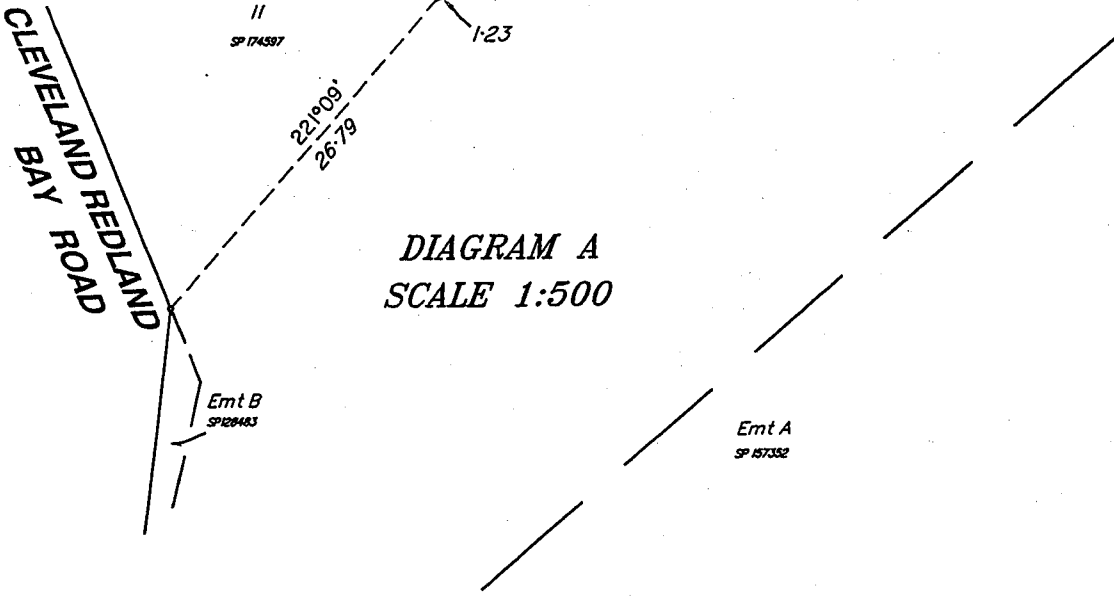 11
SP 174597
1·23
221°09'
26·79
CLEVELAND REDLAND
BAY ROAD
DIAGRAM A
SCALE 1:500
Emt B
SP128483
Emt A
SP 157352